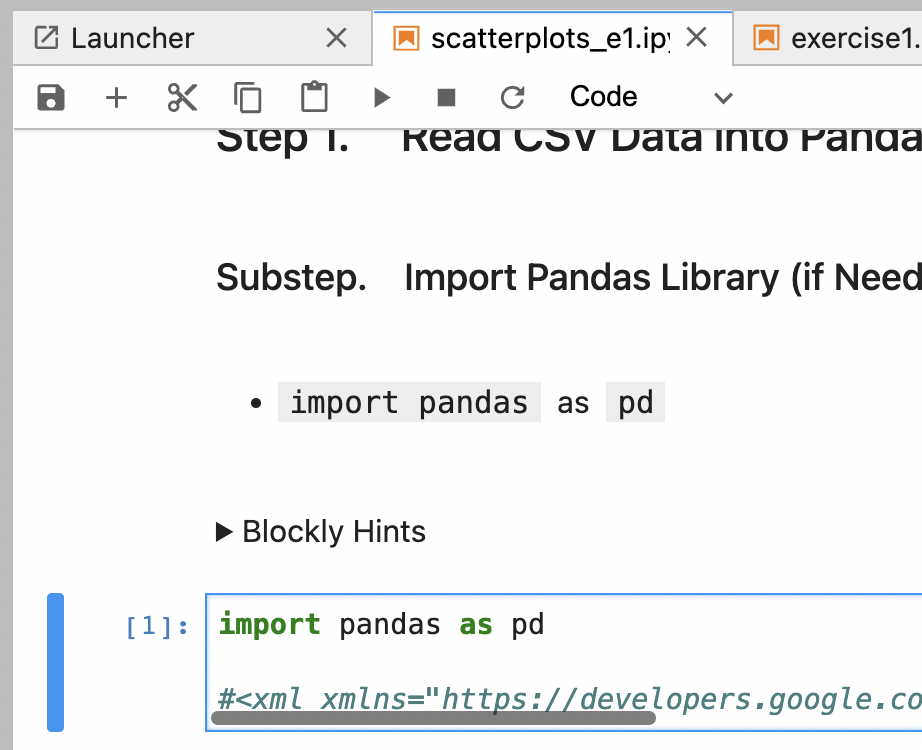 Launcher scatterplots_e1.ipy exercise1.
Code
Step 1. Read CSV Data into Panda
Substep. Import Pandas Library (if Need
• import pandas as pd
Blockly Hints
[1]: import pandas as pd
#<xml xmlns="https://developers.google.co